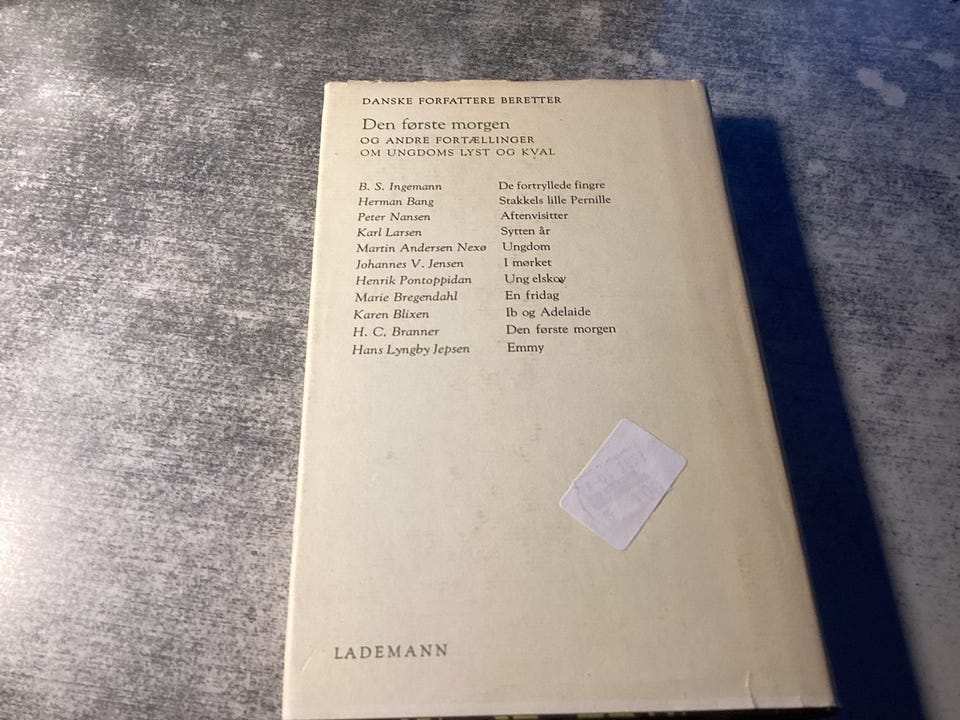 DANSKE FORFATTERE BERETTER
Den første morgen
OG ANDRE FORTÆLLINGER
OM UNGDOMS LYST OG KVAL
B. S. Ingemann De fortryllede fingre
Herman Bang Stakkels lille Pernille
Peter Nansen Aftenvisitter
Karl Larsen Sytten år
Martin Andersen Nexø Ungdom
Johannes V. Jensen I mørket
Henrik Pontoppidan Ung elskov
Marie Bregendahl En fridag
Karen Blixen Ib og Adelaide
H. C. Branner Den første morgen
Hans Lyngby Jepsen Emmy
LADEMANN